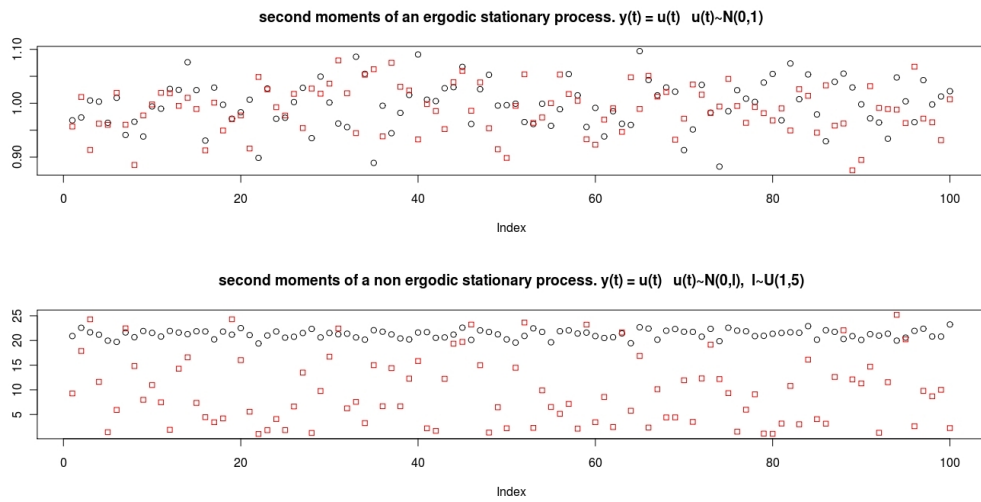 second moments of an ergodic stationary process. y(t) = u(t) u(t)~N(0,1)
1.10
1.00
0.90
0 20 40 60 80 100
Index
second moments of a non ergodic stationary process. y(t) = u(t) u(t)~N(0,l), l~U(1,5)
25
20
15
10
5
0 20 40 60 80 100
Index